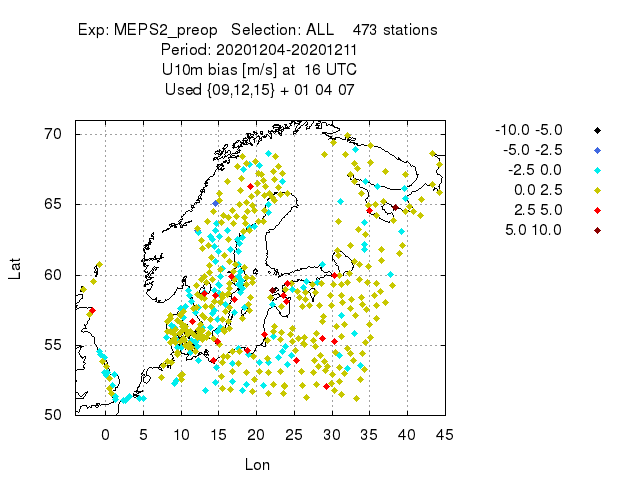 Exp: MEPS2_preop Selection: ALL 473 stations
Period: 20201204-20201211
U10m bias [m/s] at 16 UTC
Used {09,12,15} + 01 04 07
-10.0 -5.0
-5.0 -2.5
-2.5 0.0
0.0 2.5
2.5 5.0
5.0 10.0
70
65
60
55
50
Lat
0 5 10 15 20 25 30 35 40 45
Lon